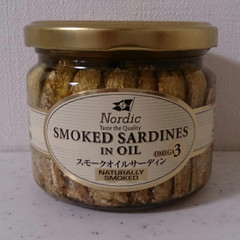 Nordic
Taste the Quality
SMOKED SARDINES
IN OIL
OMEGA 3
スモークオイルサーディン
NATURALLY
SMOKED